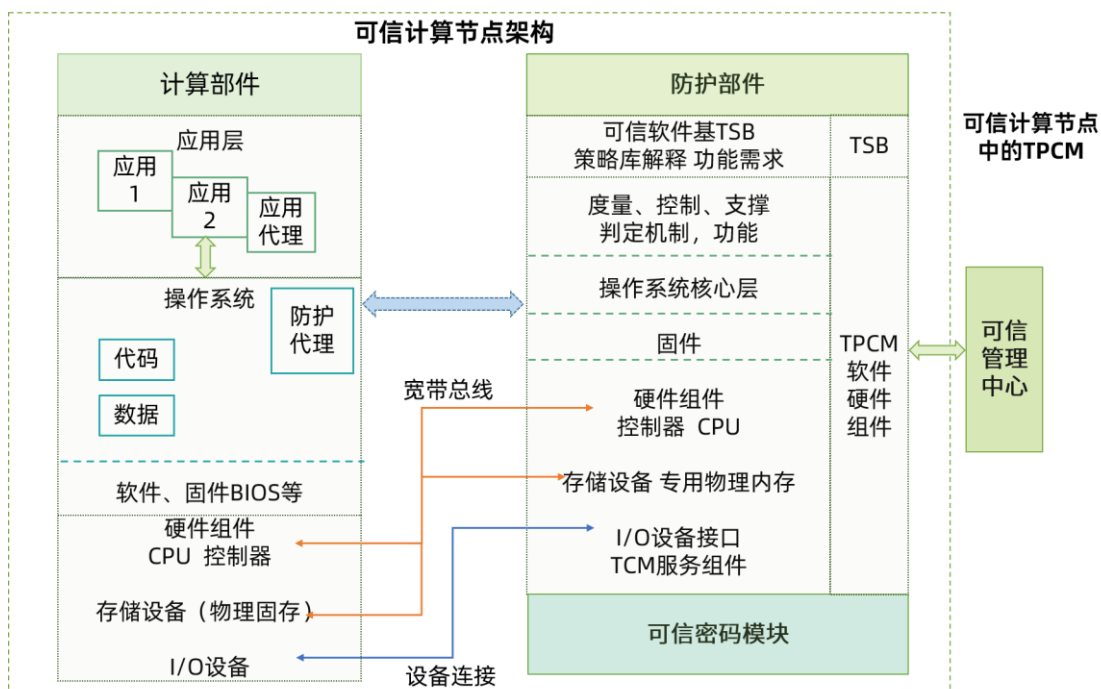 可信计算节点架构
计算部件
应用层
应用
1
应用
2
应用
代理
操作系统
防护
代理
代码
数据
软件、固件BIOS等
硬件组件
CPU 控制器
存储设备（物理固存）
I/O设备
宽带总线
设备连接
防护部件
可信软件基TSB
策略库解释 功能需求
TSB
度量、控制、支撑
判定机制，功能
操作系统核心层
固件
硬件组件
控制器 CPU
存储设备 专用物理内存
I/O设备接口
TCM服务组件
TPCM
软件
硬件
组件
可信密码模块
可信计算节点
中的TPCM
可信
管理
中心